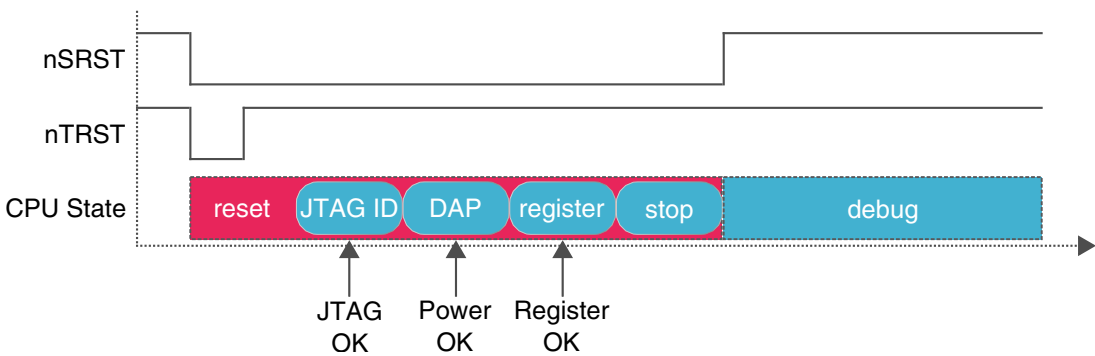 nSRST
nTRST
CPU State reset JTAG ID DAP register stop debug
JTAG Power Register
OK OK OK